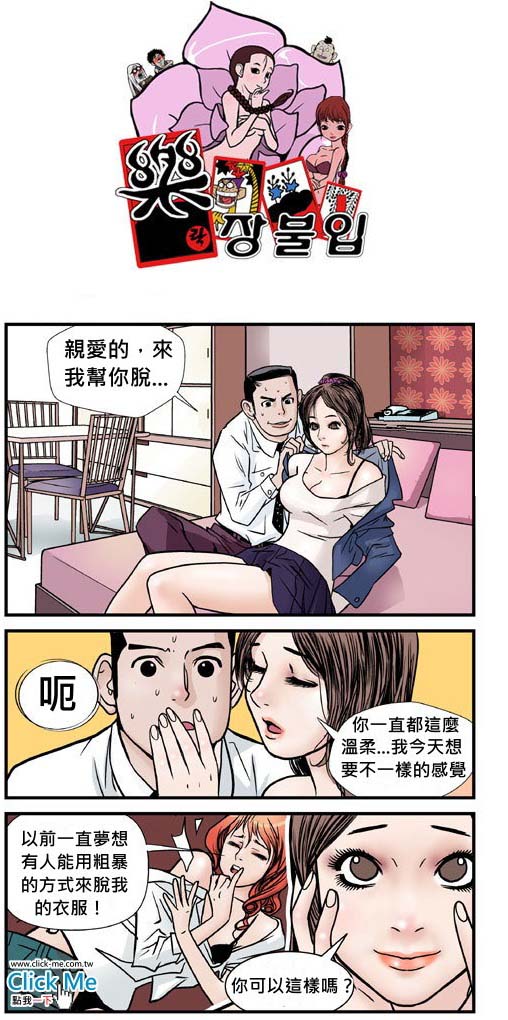 樂
락
장불입
親愛的，來
我幫你脫...
呃
你一直都這麼
溫柔...我今天想
要不一樣的感覺
以前一直夢想
有人能用粗暴
的方式來脫我
的衣服！
你可以這樣嗎？
www.click-me.com.tw
Click Me
點我一下